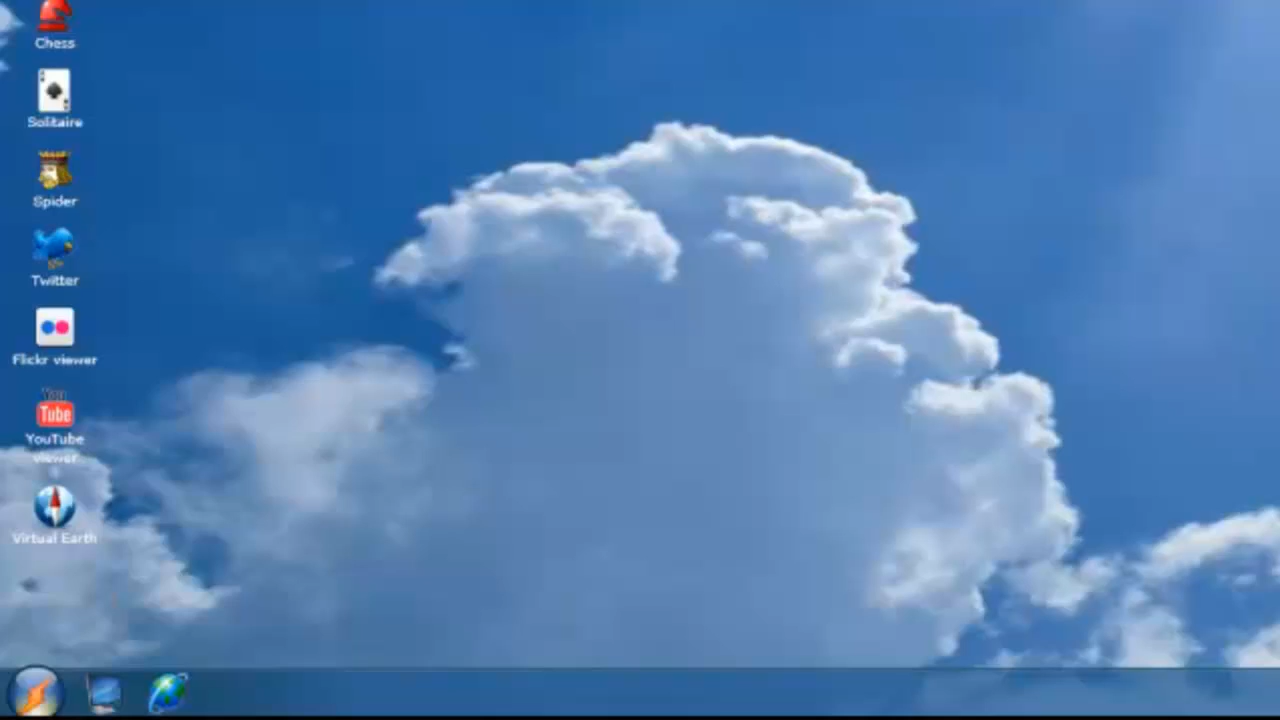 Chess
Solitaire
Spider
Twitter
Flickr viewer
You
Tube
YouTube
viewer
Virtual Earth